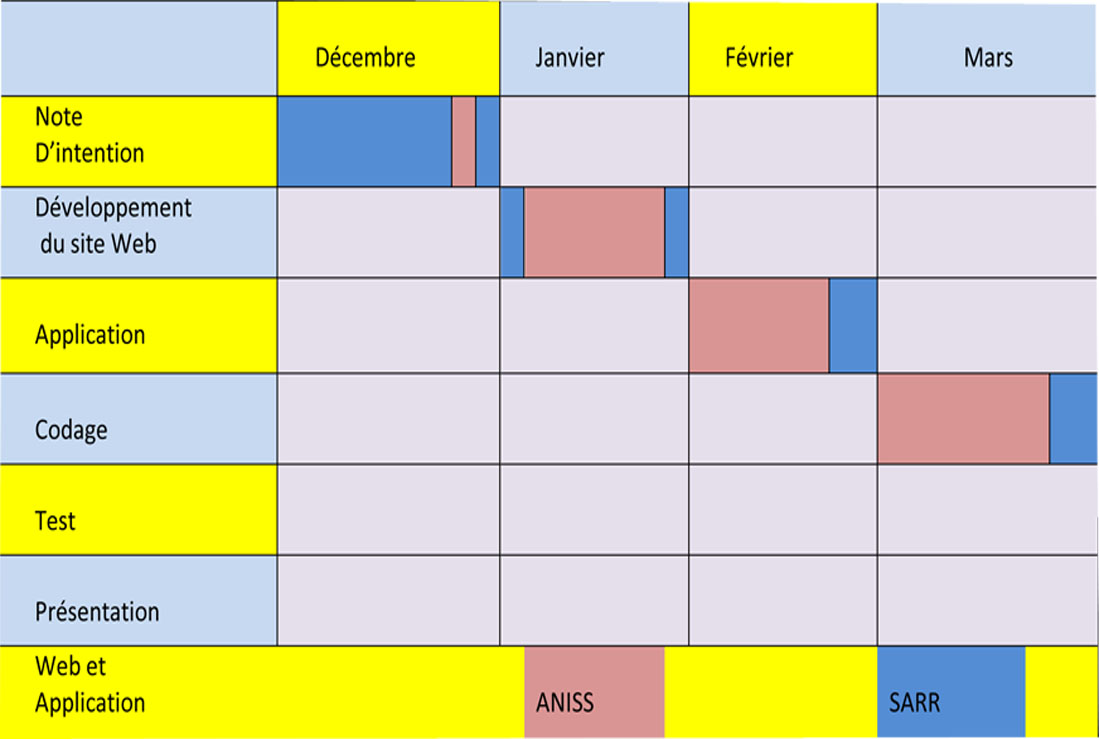 Décembre
Janvier
Février
Mars
Note
D'intention
Développement
du site Web
Application
Codage
Test
Présentation
Web et
Application
ANISS
SARR